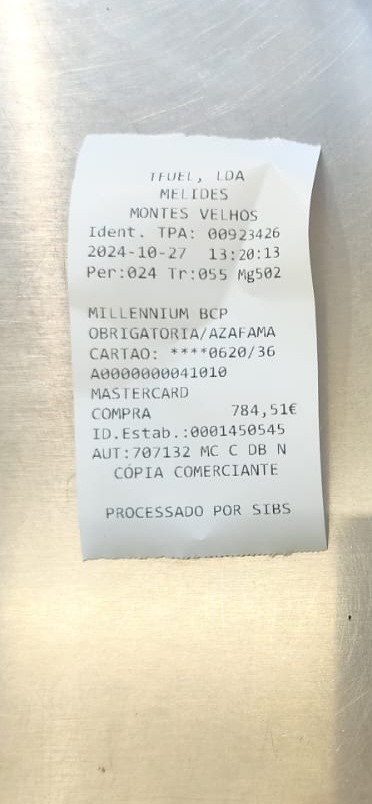 TFUEL, LDA
MELIDES
MONTES VELHOS
Ident. TPA: 00923426
2024-10-27 13:20:13
Per:024 Tr:055 Mg502
MILLENNIUM BCP
OBRIGATORIA/AZAFAMA
CARTAO: ****0620/36
A0000000041010
MASTERCARD
COMPRA 784,51€
ID.Estab.:0001450545
AUT:707132 MC C DB N
CÓPIA COMERCIANTE
PROCESSADO POR SIBS